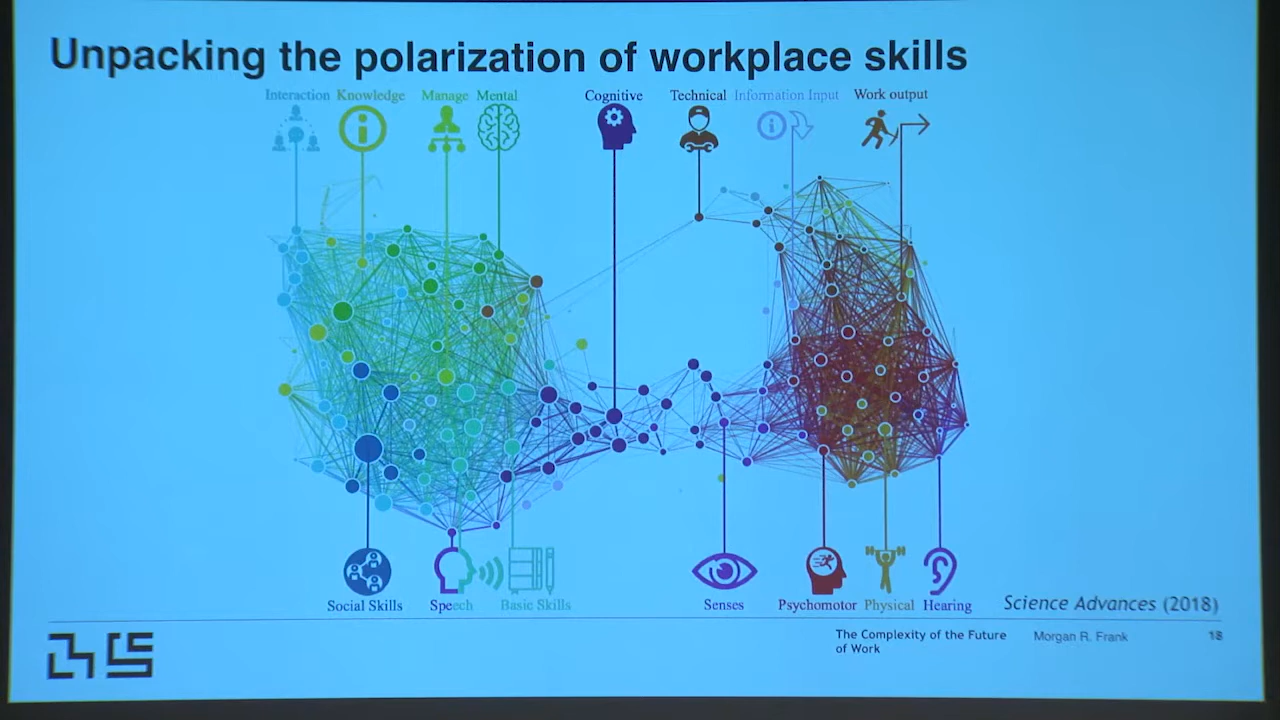 Unpacking the polarization of workplace skills
Interaction Knowledge Manage Mental Cognitive Technical Information Input Work output
Social Skills Speech Basic Skills Senses Psychomotor Physical Hearing
Science Advances (2018)
The Complexity of the Future
of Work
Morgan R. Frank
18